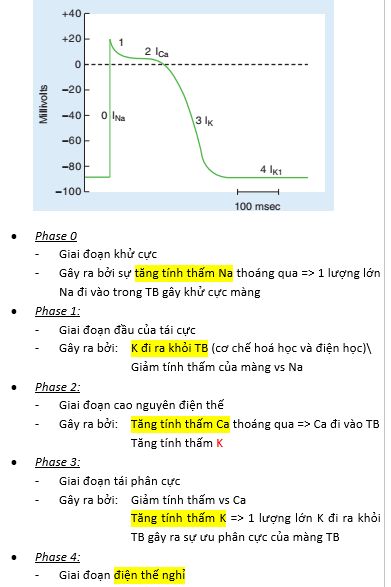 +40
+20
0
−20
−40
−60
−80
−100
Millivolts
1
2 ICa
0 INa
3 IK
4 IK1
100 msec
• Phase 0
- Giai đoạn khử cực
- Gây ra bởi sự tăng tính thấm Na thoáng qua => 1 lượng lớn
Na đi vào trong TB gây khử cực màng
• Phase 1:
- Giai đoạn đầu của tái cực
- Gây ra bởi: K đi ra khỏi TB (cơ chế hoá học và điện học)\
Giảm tính thấm của màng vs Na
• Phase 2:
- Giai đoạn cao nguyên điện thế
- Gây ra bởi: Tăng tính thấm Ca thoáng qua => Ca đi vào TB
Tăng tính thấm K
• Phase 3:
- Giai đoạn tái phân cực
- Gây ra bởi: Giảm tính thấm vs Ca
Tăng tính thấm K => 1 lượng lớn K đi ra khỏi
TB gây ra sự ưu phân cực của màng TB
• Phase 4:
- Giai đoạn điện thế nghỉ